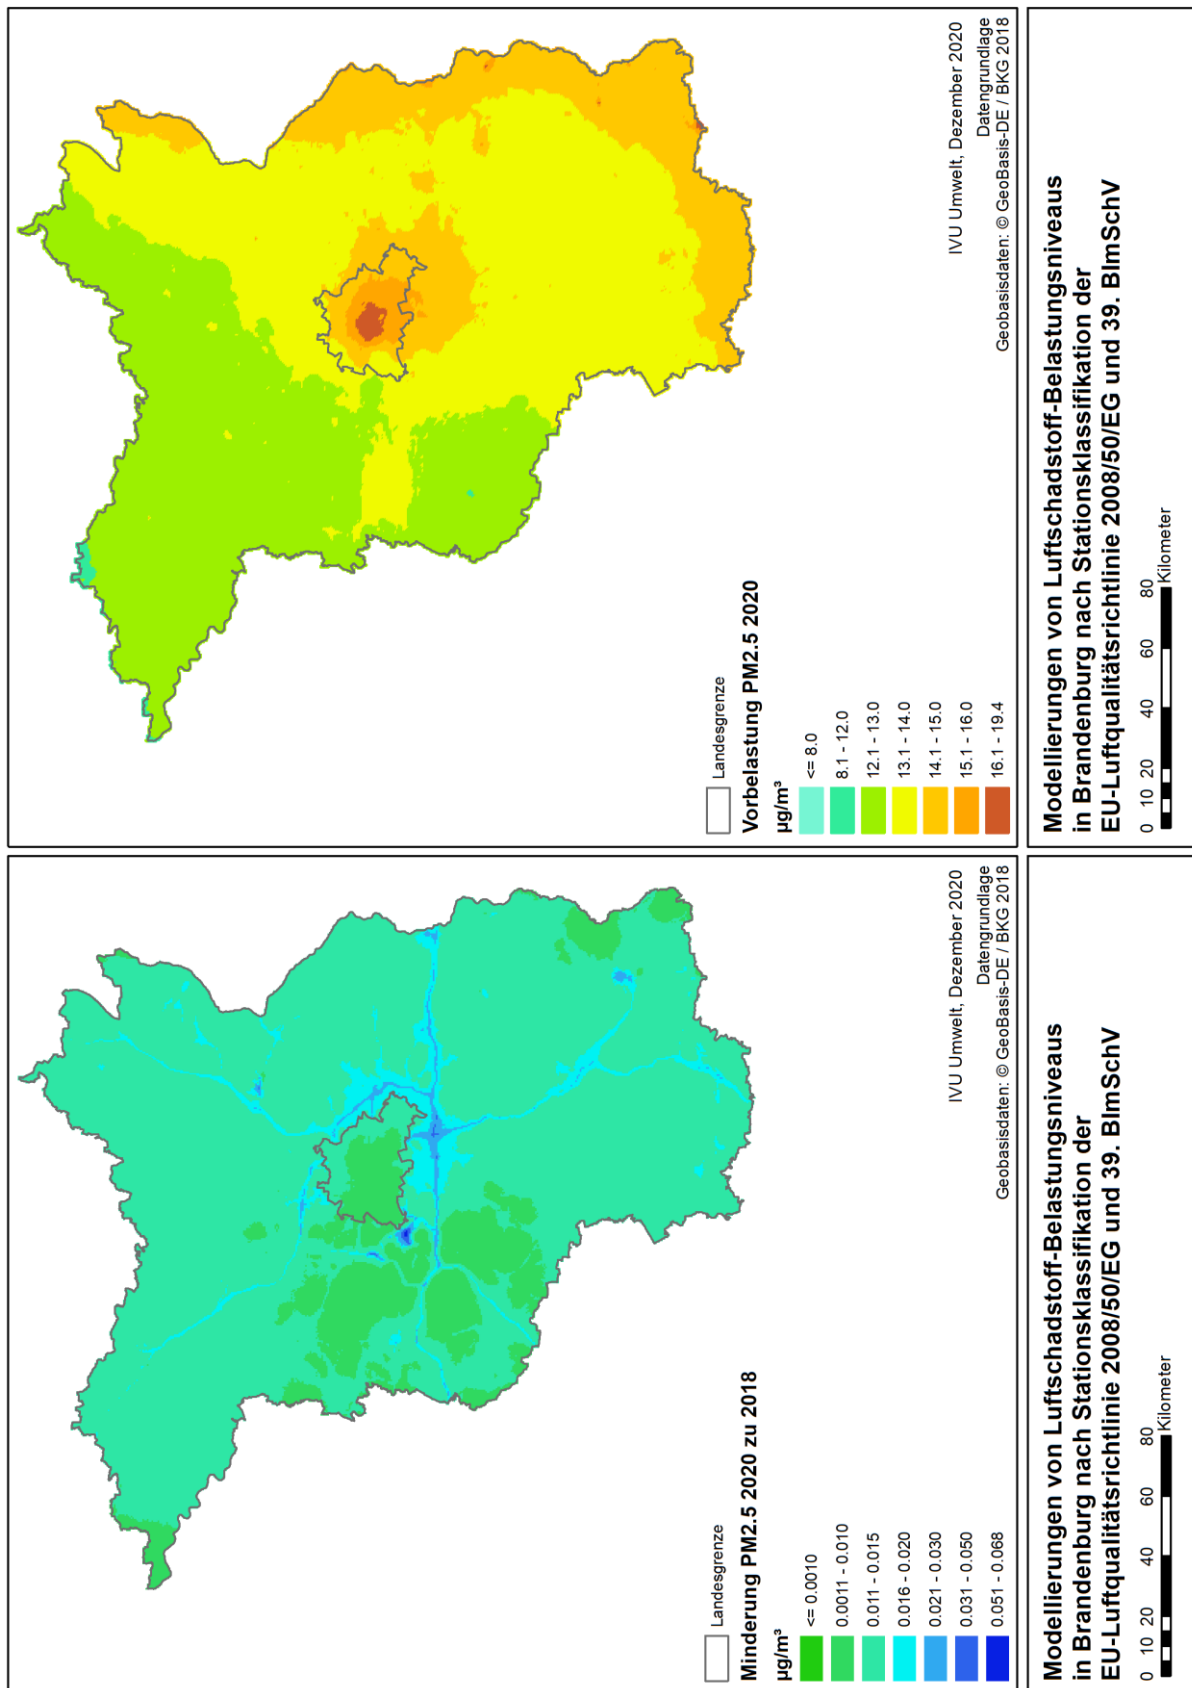 Landesgrenze
Minderung PM2.5 2020 zu 2018
µg/m³
<= 0.0010
0.0011 - 0.010
0.011 - 0.015
0.016 - 0.020
0.021 - 0.030
0.031 - 0.050
0.051 - 0.068
IVU Umwelt, Dezember 2020
Datengrundlage
Geobasisdaten: © GeoBasis-DE / BKG 2018
Modellierungen von Luftschadstoff-Belastungsniveaus
in Brandenburg nach Stationsklassifikation der
EU-Luftqualitätsrichtlinie 2008/50/EG und 39. BImSchV
0 10 20 40 60 80
Kilometer
Landesgrenze
Vorbelastung PM2.5 2020
µg/m³
<= 8.0
8.1 - 12.0
12.1 - 13.0
13.1 - 14.0
14.1 - 15.0
15.1 - 16.0
16.1 - 19.4
IVU Umwelt, Dezember 2020
Datengrundlage
Geobasisdaten: © GeoBasis-DE / BKG 2018
Modellierungen von Luftschadstoff-Belastungsniveaus
in Brandenburg nach Stationsklassifikation der
EU-Luftqualitätsrichtlinie 2008/50/EG und 39. BImSchV
0 10 20 40 60 80
Kilometer